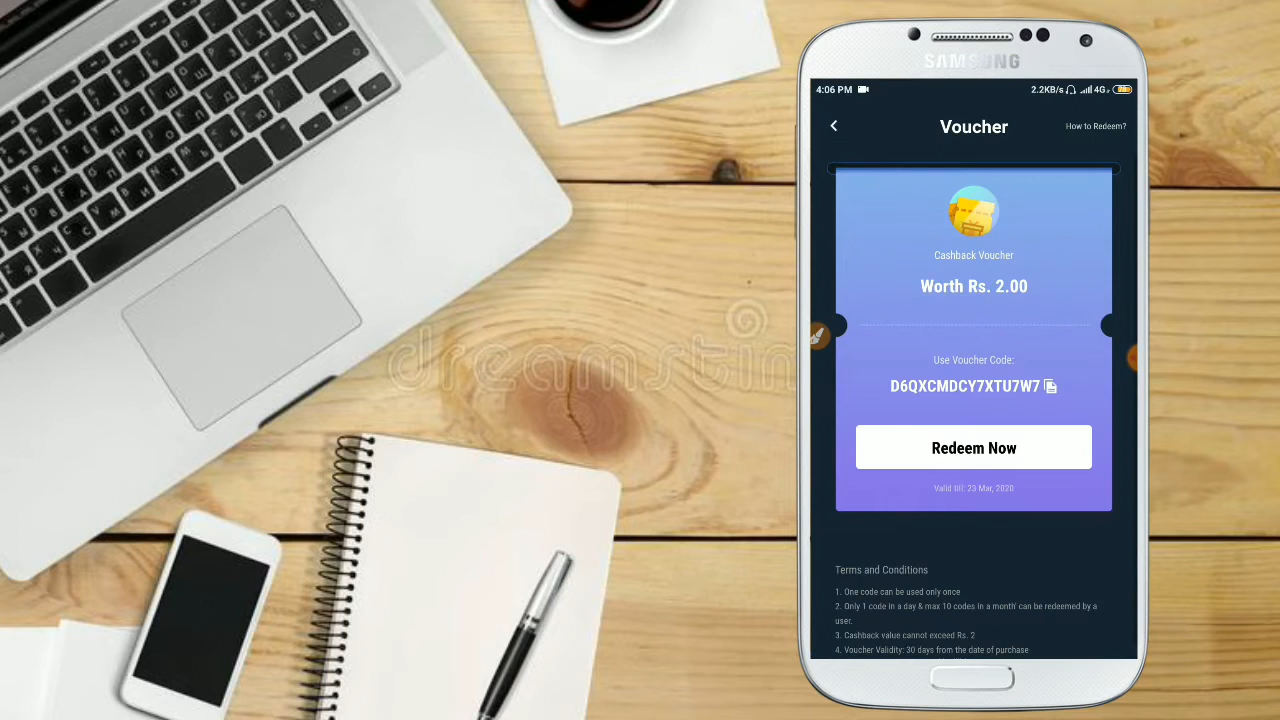 SAMSUNG
4:06 PM
2.2KB/s 4G
Voucher
How to Redeem?
Cashback Voucher
Worth Rs. 2.00
Use Voucher Code:
D6QXCMDCY7XTU7W7
Redeem Now
Valid till: 23 Mar, 2020
Terms and Conditions
1. One code can be used only once
2. Only 1 code in a day & max 10 codes in a month' can be redeemed by a
user.
3. Cashback value cannot exceed Rs. 2
4. Voucher Validity: 30 days from the date of purchase
dreamstin